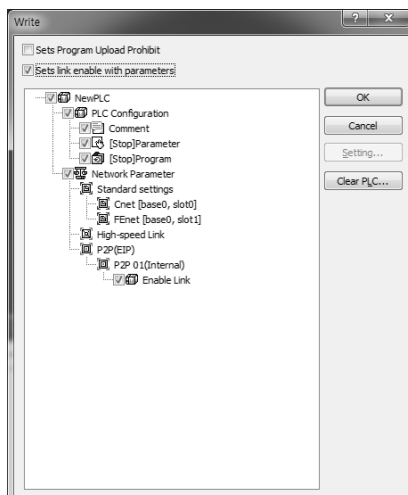 Write
Sets Program Upload Prohibit
Sets link enable with parameters
NewPLC
PLC Configuration
Comment
[Stop]Parameter
[Stop]Program
Network Parameter
Standard settings
Cnet [base0, slot0]
FEnet [base0, slot1]
High-speed Link
P2P(EIP)
P2P 01(Internal)
Enable Link
OK
Cancel
Setting...
Clear PLC...